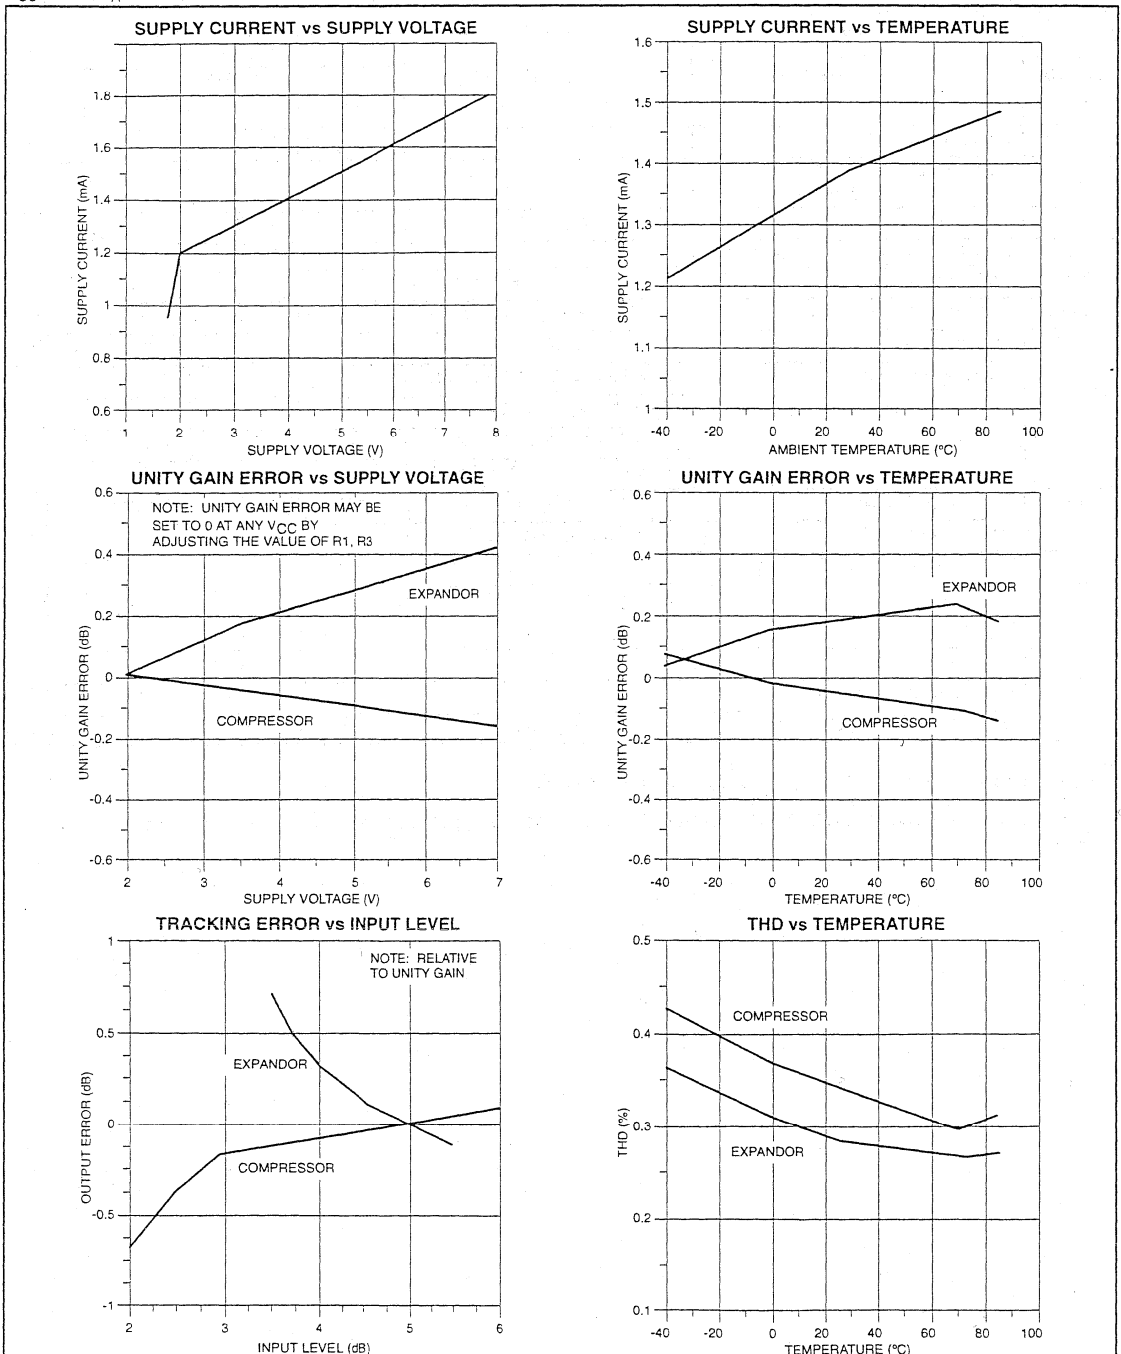 SUPPLY CURRENT vs SUPPLY VOLTAGE
1.8
1.6
1.4
1.2
1
0.8
0.6
SUPPLY CURRENT (mA)
1 2 3 4 5 6 7 8
SUPPLY VOLTAGE (V)
SUPPLY CURRENT vs TEMPERATURE
1.6
1.5
1.4
1.3
1.2
1.1
1
SUPPLY CURRENT (mA)
-40 -20 0 20 40 60 80 100
AMBIENT TEMPERATURE (°C)
UNITY GAIN ERROR vs SUPPLY VOLTAGE
NOTE: UNITY GAIN ERROR MAY BE
SET TO 0 AT ANY VCC BY
ADJUSTING THE VALUE OF R1, R3
0.6
0.4
0.2
0
-0.2
-0.4
-0.6
UNITY GAIN ERROR (dB)
EXPANDOR
COMPRESSOR
2 3 4 5 6 7
SUPPLY VOLTAGE (V)
UNITY GAIN ERROR vs TEMPERATURE
0.6
0.4
0.2
0
-0.2
-0.4
-0.6
UNITY GAIN ERROR (dB)
EXPANDOR
COMPRESSOR
-40 -20 0 20 40 60 80 100
TEMPERATURE (°C)
TRACKING ERROR vs INPUT LEVEL
NOTE: RELATIVE
TO UNITY GAIN
1
0.5
0
-0.5
-1
OUTPUT ERROR (dB)
EXPANDOR
COMPRESSOR
2 3 4 5 6
INPUT LEVEL (dB)
THD vs TEMPERATURE
0.5
0.4
0.3
0.2
0.1
THD (%)
COMPRESSOR
EXPANDOR
-40 -20 0 20 40 60 80 100
TEMPERATURE (°C)